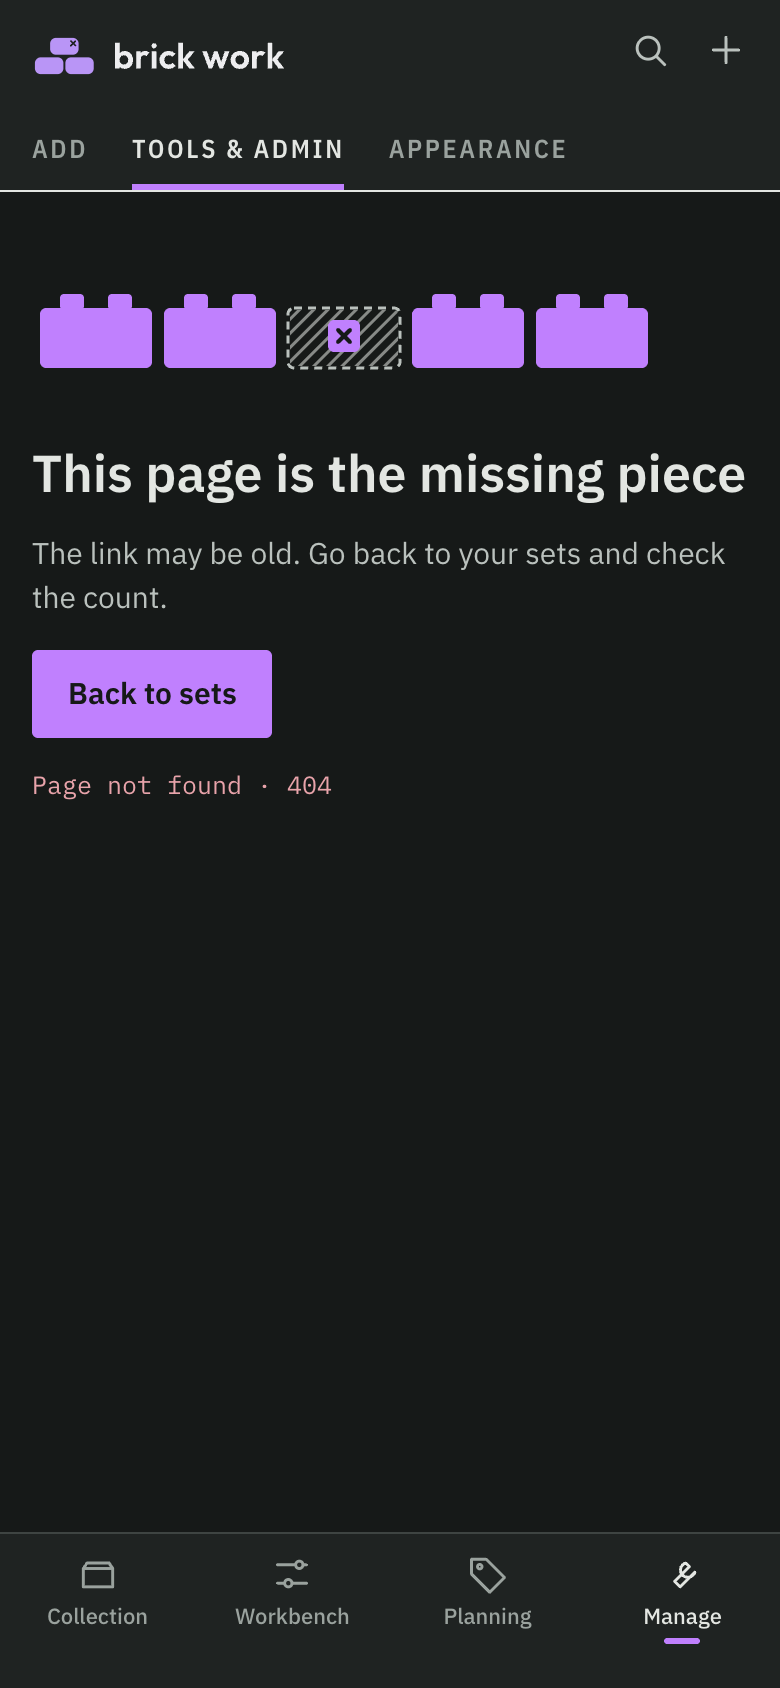 brick work
ADD TOOLS & ADMIN APPEARANCE
This page is the missing piece
The link may be old. Go back to your sets and check
the count.
Back to sets
Page not found · 404
Collection Workbench Planning Manage